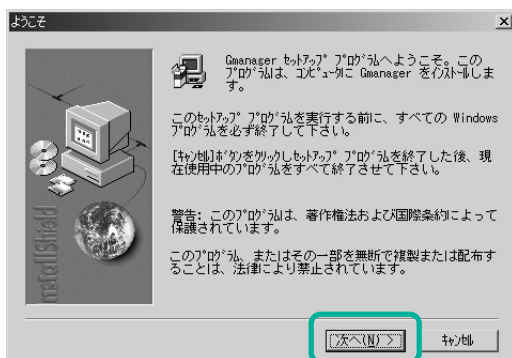 ようこそ
Gmanager ｾｯﾄｱｯﾌﾟ ﾌﾟﾛｸﾞﾗﾑへようこそ。この
ﾌﾟﾛｸﾞﾗﾑは、ｺﾝﾋﾟｭｰﾀに Gmanager をｲﾝｽﾄｰﾙしま
す。
このｾｯﾄｱｯﾌﾟ ﾌﾟﾛｸﾞﾗﾑを実行する前に、すべての Windows
ﾌﾟﾛｸﾞﾗﾑを必ず終了して下さい。
[ｷｬﾝｾﾙ]ﾎﾞﾀﾝをｸﾘｯｸしｾｯﾄｱｯﾌﾟ ﾌﾟﾛｸﾞﾗﾑを終了した後、現
在使用中のﾌﾟﾛｸﾞﾗﾑをすべて終了させて下さい。
警告: このﾌﾟﾛｸﾞﾗﾑは、著作権法および国際条約によって
保護されています。
このﾌﾟﾛｸﾞﾗﾑ、またはその一部を無断で複製または配布す
ることは、法律により禁止されています。
InstallShield
次へ(N) >
ｷｬﾝｾﾙ